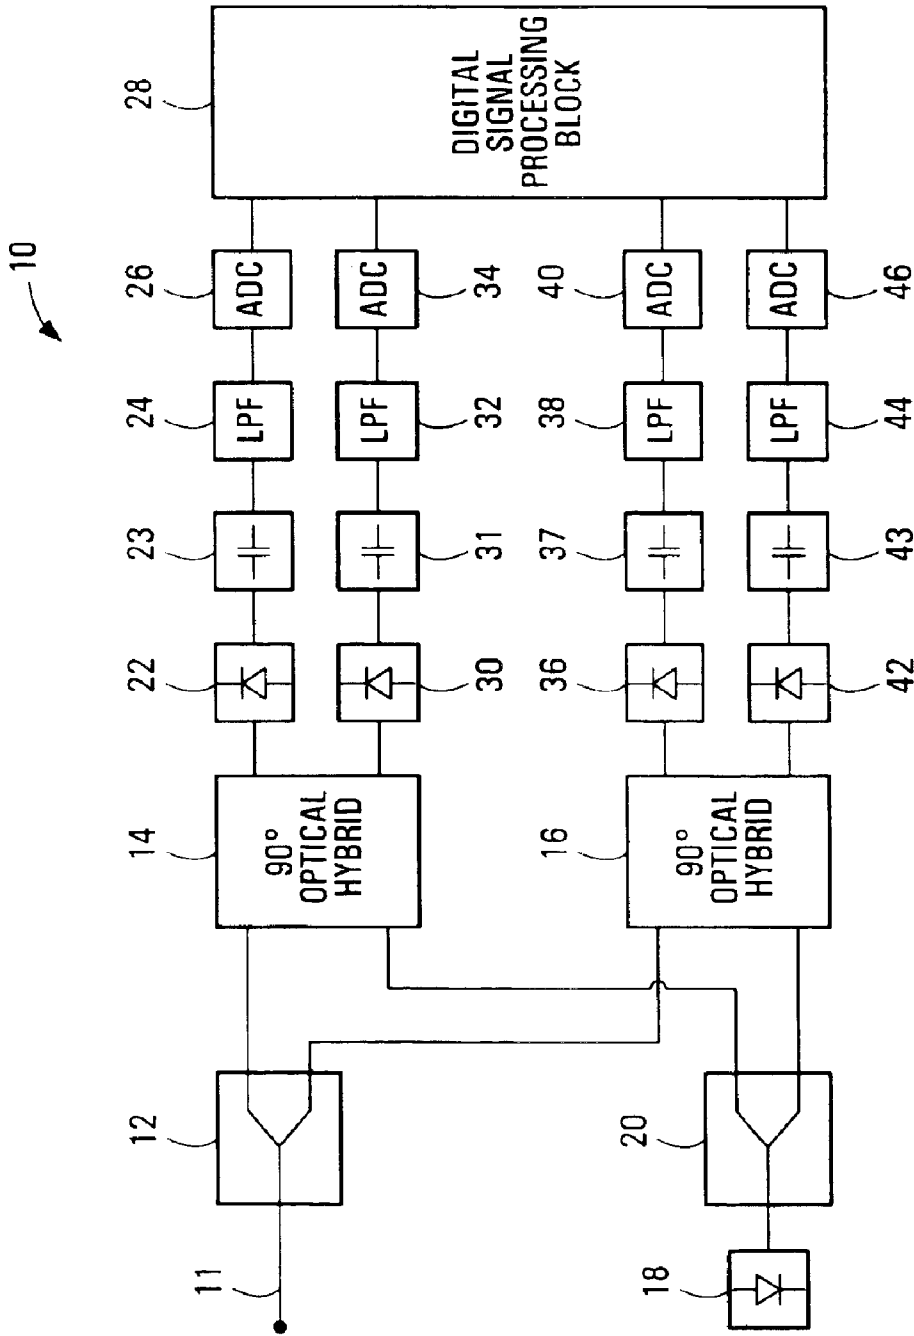 10
11
12
14
22
23
24
26
28
90°
OPTICAL
HYBRID
LPF
ADC
DIGITAL
SIGNAL
PROCESSING
BLOCK
LPF
ADC
30
31
32
34
18
20
16
36
37
38
40
90°
OPTICAL
HYBRID
LPF
ADC
LPF
ADC
42
43
44
46